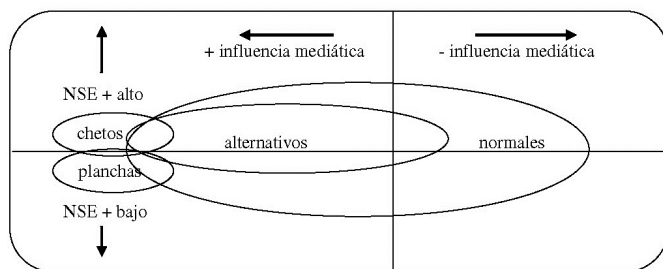 + influencia mediática
- influencia mediática
NSE + alto
chetos
alternativos
normales
planchas
NSE + bajo